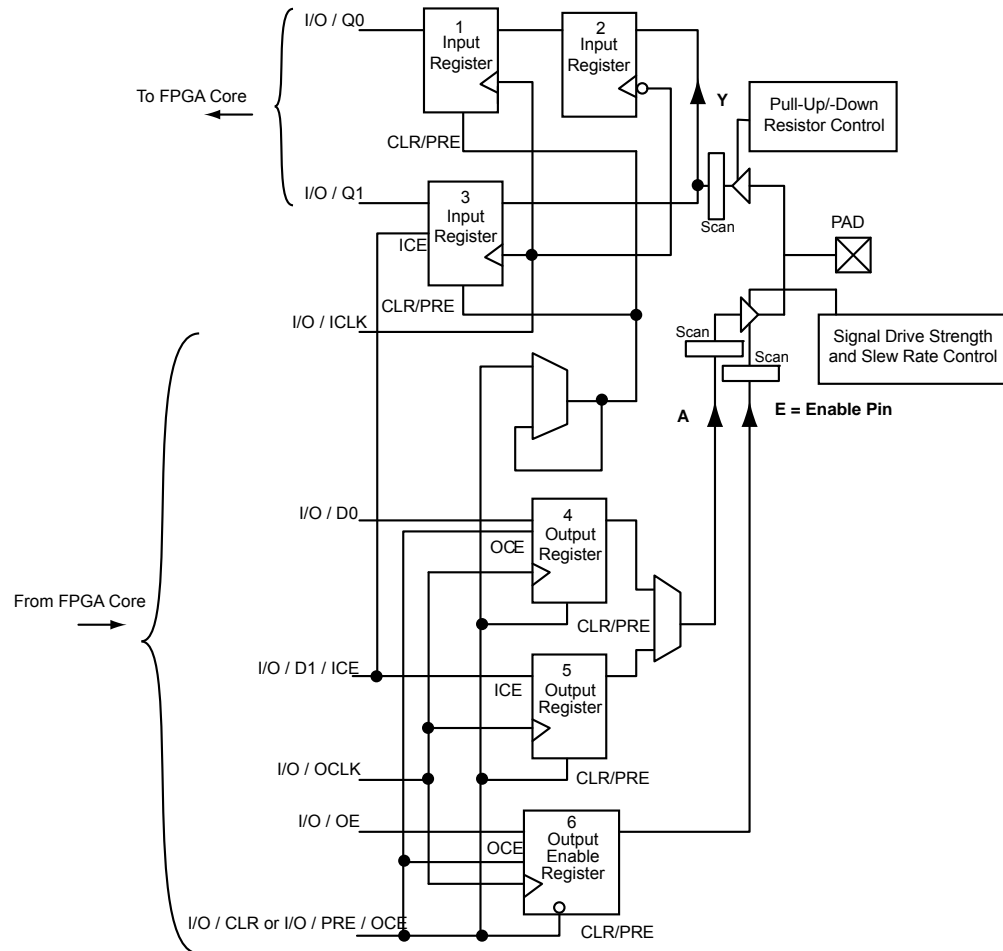 I/O / Q0
1
Input
Register
2
Input
Register
To FPGA Core
Y
Pull-Up/-Down
Resistor Control
CLR/PRE
I/O / Q1
3
Input
Register
ICE
Scan
PAD
CLR/PRE
I/O / ICLK
Scan
Scan
Signal Drive Strength
and Slew Rate Control
A
E = Enable Pin
I/O / D0
4
Output
Register
OCE
From FPGA Core
CLR/PRE
I/O / D1 / ICE
5
Output
Register
ICE
I/O / OCLK
CLR/PRE
I/O / OE
6
Output
Enable
Register
OCE
I/O / CLR or I/O / PRE / OCE
CLR/PRE